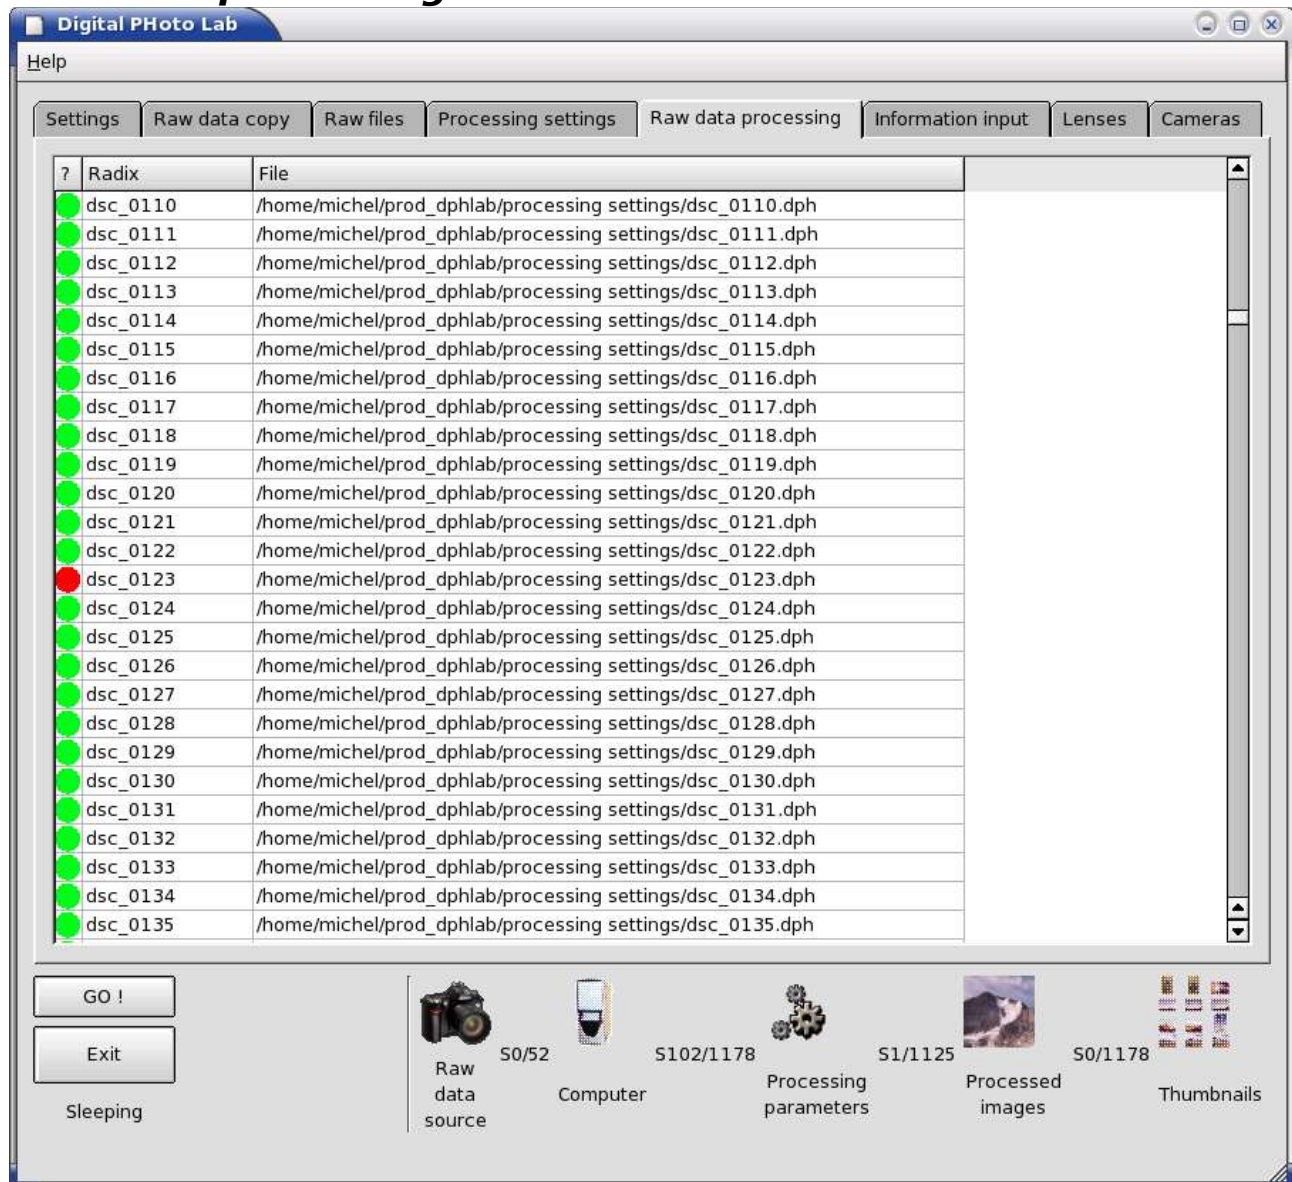 Digital PHoto Lab
Help
Settings Raw data copy Raw files Processing settings Raw data processing Information input Lenses Cameras
? Radix File
dsc_0110 /home/michel/prod_dphlab/processing settings/dsc_0110.dph
dsc_0111 /home/michel/prod_dphlab/processing settings/dsc_0111.dph
dsc_0112 /home/michel/prod_dphlab/processing settings/dsc_0112.dph
dsc_0113 /home/michel/prod_dphlab/processing settings/dsc_0113.dph
dsc_0114 /home/michel/prod_dphlab/processing settings/dsc_0114.dph
dsc_0115 /home/michel/prod_dphlab/processing settings/dsc_0115.dph
dsc_0116 /home/michel/prod_dphlab/processing settings/dsc_0116.dph
dsc_0117 /home/michel/prod_dphlab/processing settings/dsc_0117.dph
dsc_0118 /home/michel/prod_dphlab/processing settings/dsc_0118.dph
dsc_0119 /home/michel/prod_dphlab/processing settings/dsc_0119.dph
dsc_0120 /home/michel/prod_dphlab/processing settings/dsc_0120.dph
dsc_0121 /home/michel/prod_dphlab/processing settings/dsc_0121.dph
dsc_0122 /home/michel/prod_dphlab/processing settings/dsc_0122.dph
dsc_0123 /home/michel/prod_dphlab/processing settings/dsc_0123.dph
dsc_0124 /home/michel/prod_dphlab/processing settings/dsc_0124.dph
dsc_0125 /home/michel/prod_dphlab/processing settings/dsc_0125.dph
dsc_0126 /home/michel/prod_dphlab/processing settings/dsc_0126.dph
dsc_0127 /home/michel/prod_dphlab/processing settings/dsc_0127.dph
dsc_0128 /home/michel/prod_dphlab/processing settings/dsc_0128.dph
dsc_0129 /home/michel/prod_dphlab/processing settings/dsc_0129.dph
dsc_0130 /home/michel/prod_dphlab/processing settings/dsc_0130.dph
dsc_0131 /home/michel/prod_dphlab/processing settings/dsc_0131.dph
dsc_0132 /home/michel/prod_dphlab/processing settings/dsc_0132.dph
dsc_0133 /home/michel/prod_dphlab/processing settings/dsc_0133.dph
dsc_0134 /home/michel/prod_dphlab/processing settings/dsc_0134.dph
dsc_0135 /home/michel/prod_dphlab/processing settings/dsc_0135.dph
GO !
Exit
Sleeping
Raw
data
source
S0/52
Computer
S102/1178
Processing
parameters
S1/1125
Processed
images
S0/1178
Thumbnails